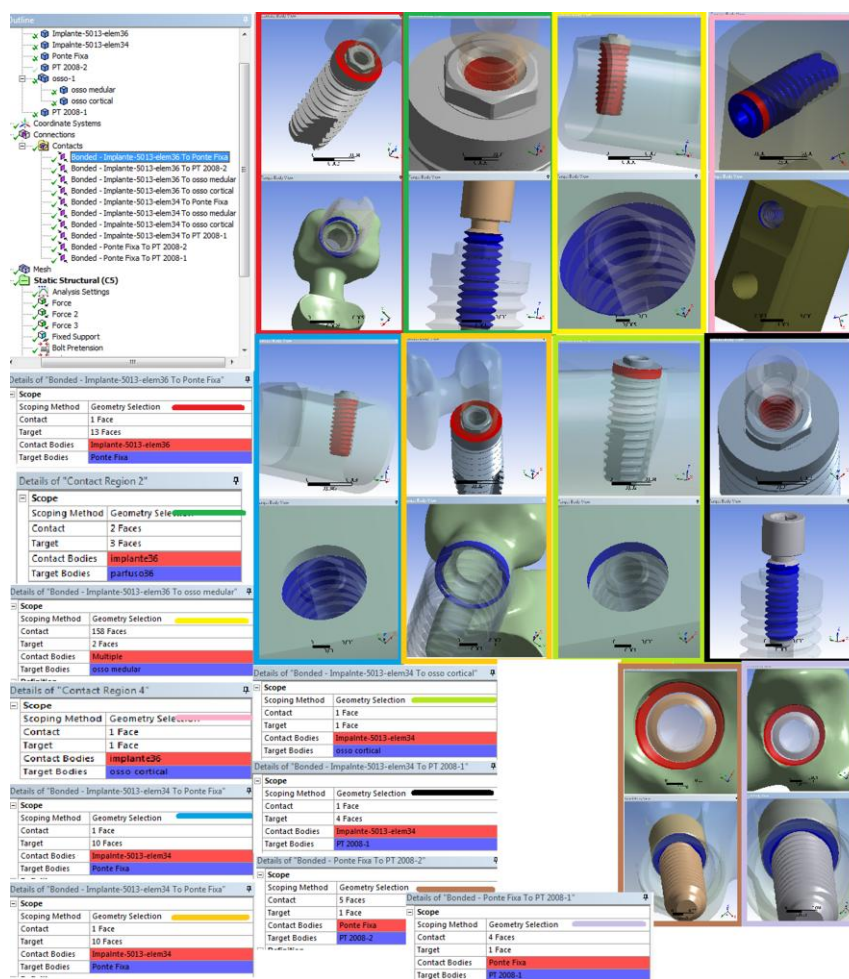 Outline
Implante-5013-elem36
Impalnte-5013-elem34
Ponte Fixa
PT 2008-2
osso-1
osso medular
osso cortical
PT 2008-1
Coordinate Systems
Connections
Contacts
Bonded - Implante-5013-elem36 To Ponte Fixa
Bonded - Implante-5013-elem36 To PT 2008-2
Bonded - Implante-5013-elem36 To osso medular
Bonded - Implante-5013-elem36 To osso cortical
Bonded - Impalnte-5013-elem34 To Ponte Fixa
Bonded - Impalnte-5013-elem34 To osso medular
Bonded - Impalnte-5013-elem34 To osso cortical
Bonded - Impalnte-5013-elem34 To PT 2008-1
Bonded - Ponte Fixa To PT 2008-2
Bonded - Ponte Fixa To PT 2008-1
Mesh
Static Structural (C5)
Analysis Settings
Force
Force 2
Force 3
Fixed Support
Bolt Pretension
Details of "Bonded - Implante-5013-elem36 To Ponte Fixa"
Scope
Scoping Method Geometry Selection
Contact 1 Face
Target 13 Faces
Contact Bodies Implante-5013-elem36
Target Bodies Ponte Fixa
Details of "Contact Region 2"
Scope
Scoping Method Geometry Selection
Contact 2 Faces
Target 3 Faces
Contact Bodies implante36
Target Bodies parfuso36
Details of "Bonded - Implante-5013-elem36 To osso medular"
Scope
Scoping Method Geometry Selection
Contact 158 Faces
Target 2 Faces
Contact Bodies Multiple
Target Bodies osso medular
Details of "Contact Region 4"
Scope
Scoping Method Geometry Selection
Contact 1 Face
Target 1 Face
Contact Bodies implante36
Target Bodies osso cortical
Details of "Bonded - Impalnte-5013-elem34 To Ponte Fixa"
Scoping Method Geometry Selection
Contact 1 Face
Target 10 Faces
Contact Bodies Impalnte-5013-elem34
Target Bodies Ponte Fixa
Details of "Bonded - Impalnte-5013-elem34 To Ponte Fixa"
Scope
Scoping Method Geometry Selection
Contact 1 Face
Target 10 Faces
Contact Bodies Impalnte-5013-elem34
Target Bodies Ponte Fixa
Details of "Bonded - Impalnte-5013-elem34 To osso cortical"
Scope
Scoping Method Geometry Selection
Contact 1 Face
Target 1 Face
Contact Bodies Impalnte-5013-elem34
Target Bodies osso cortical
Details of "Bonded - Impalnte-5013-elem34 To PT 2008-1"
Scope
Scoping Method Geometry Selection
Contact 1 Face
Target 4 Faces
Contact Bodies Impalnte-5013-elem34
Target Bodies PT 2008-1
Details of "Bonded - Ponte Fixa To PT 2008-2"
Scope
Scoping Method Geometry Selection
Contact 5 Faces
Target 1 Face
Contact Bodies Ponte Fixa
Target Bodies PT 2008-2
Details of "Bonded - Ponte Fixa To PT 2008-1"
Scope
Scoping Method Geometry Selection
Contact 4 Faces
Target 1 Face
Contact Bodies Ponte Fixa
Target Bodies PT 2008-1